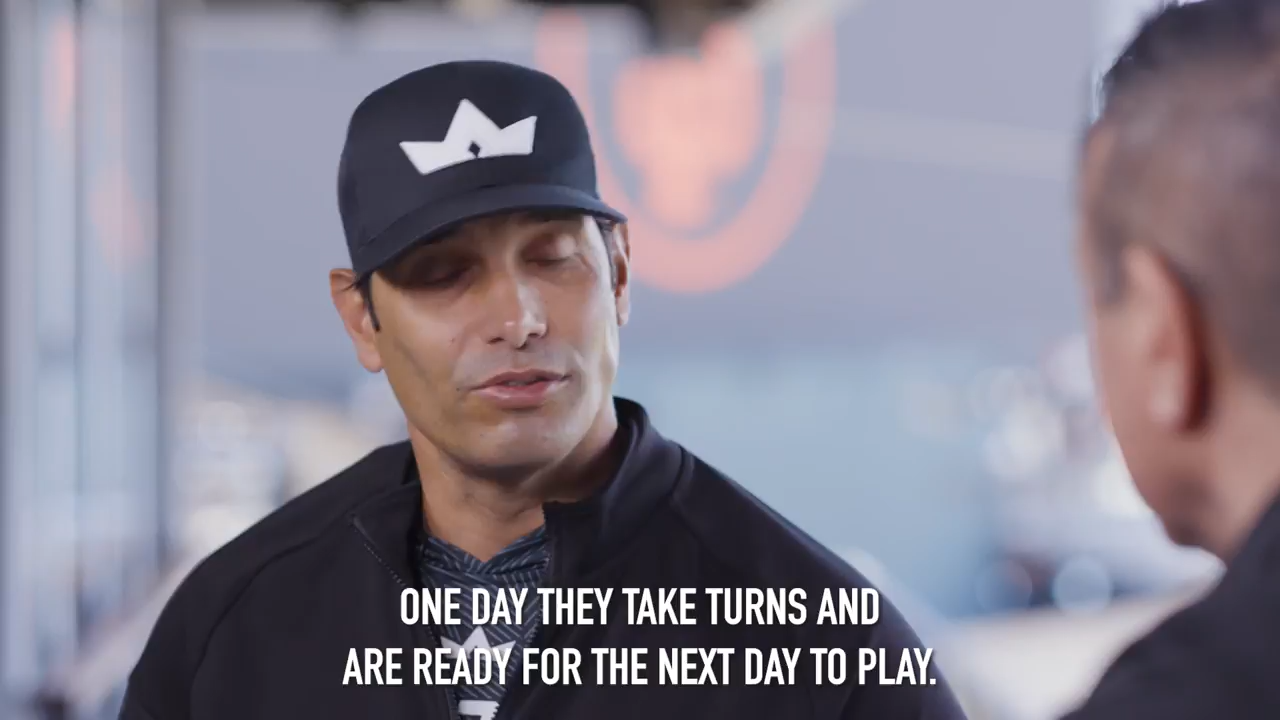 ONE DAY THEY TAKE TURNS AND
ARE READY FOR THE NEXT DAY TO PLAY.